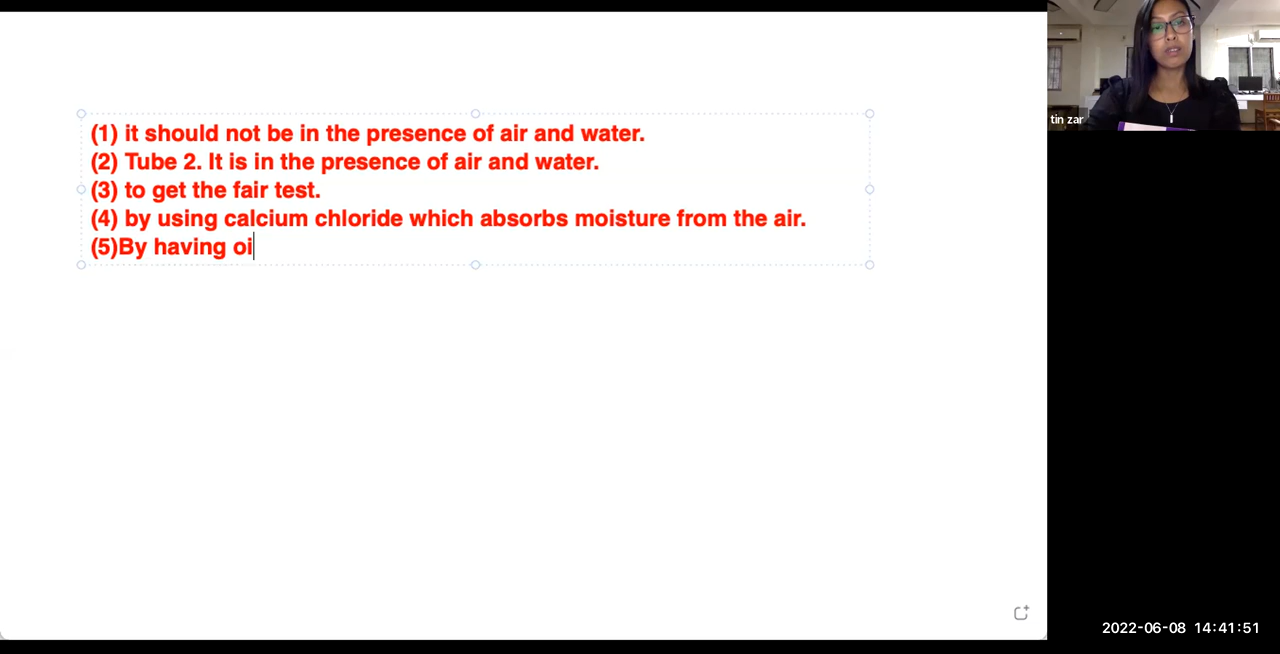 (1) it should not be in the presence of air and water.
(2) Tube 2. It is in the presence of air and water.
(3) to get the fair test.
(4) by using calcium chloride which absorbs moisture from the air.
(5)By having oi
tin zar
2022-06-08 14:41:51